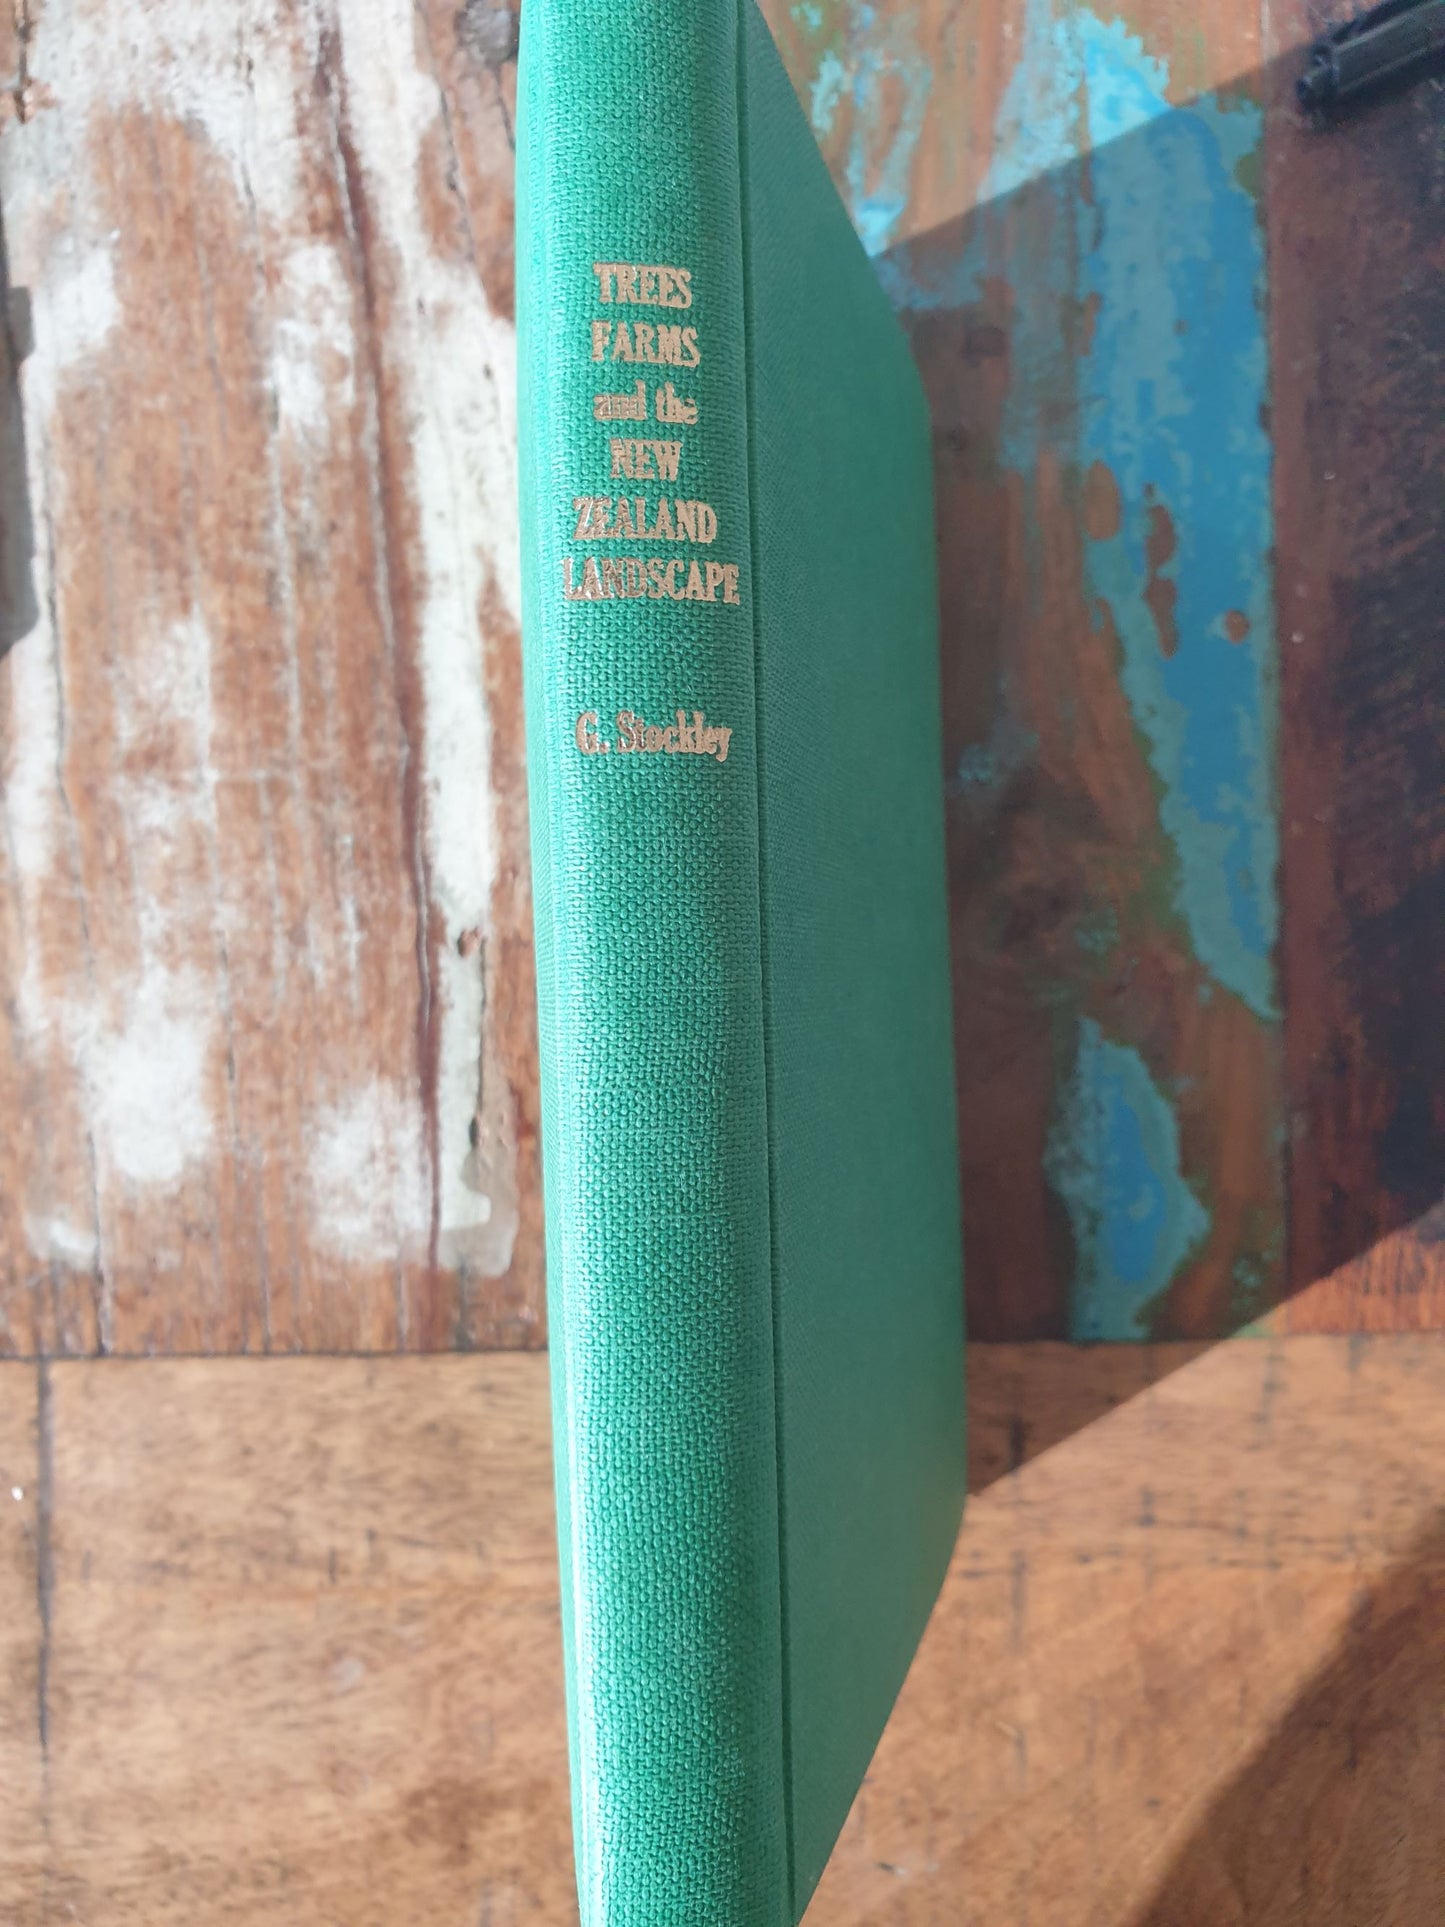 TREES
FARMS
and the
NEW
ZEALAND
LANDSCAPE
G. Stockley